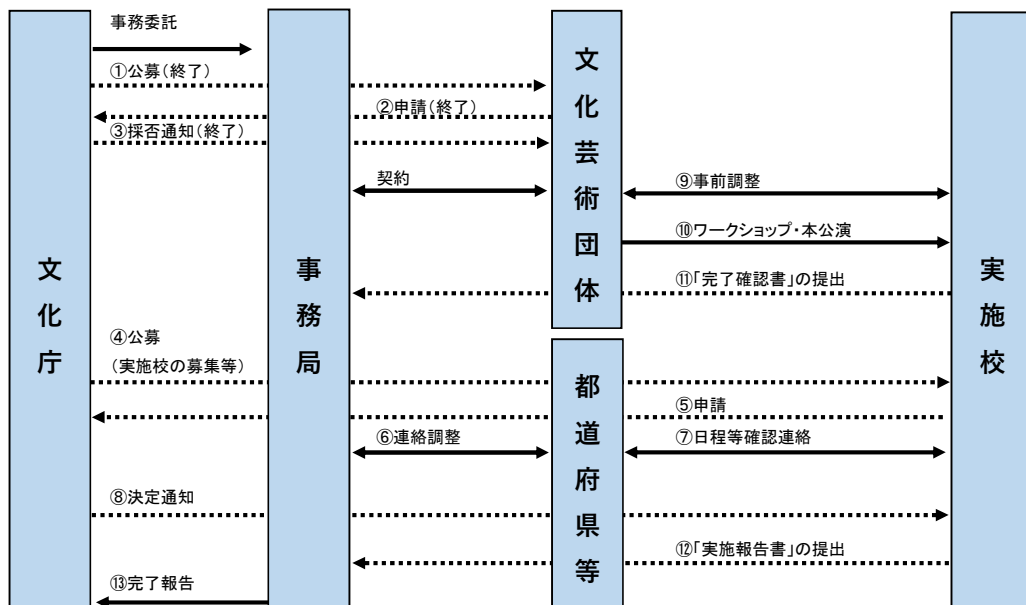 事務委託
①公募(終了)
②申請(終了)
③採否通知(終了)
契約
⑨事前調整
⑩ワークショップ・本公演
⑪「完了確認書」の提出
④公募
(実施校の募集等)
⑤申請
⑥連絡調整
⑦日程等確認連絡
⑧決定通知
⑫「実施報告書」の提出
⑬完了報告
文化庁
事務局
文化芸術団体
都道府県等
実施校